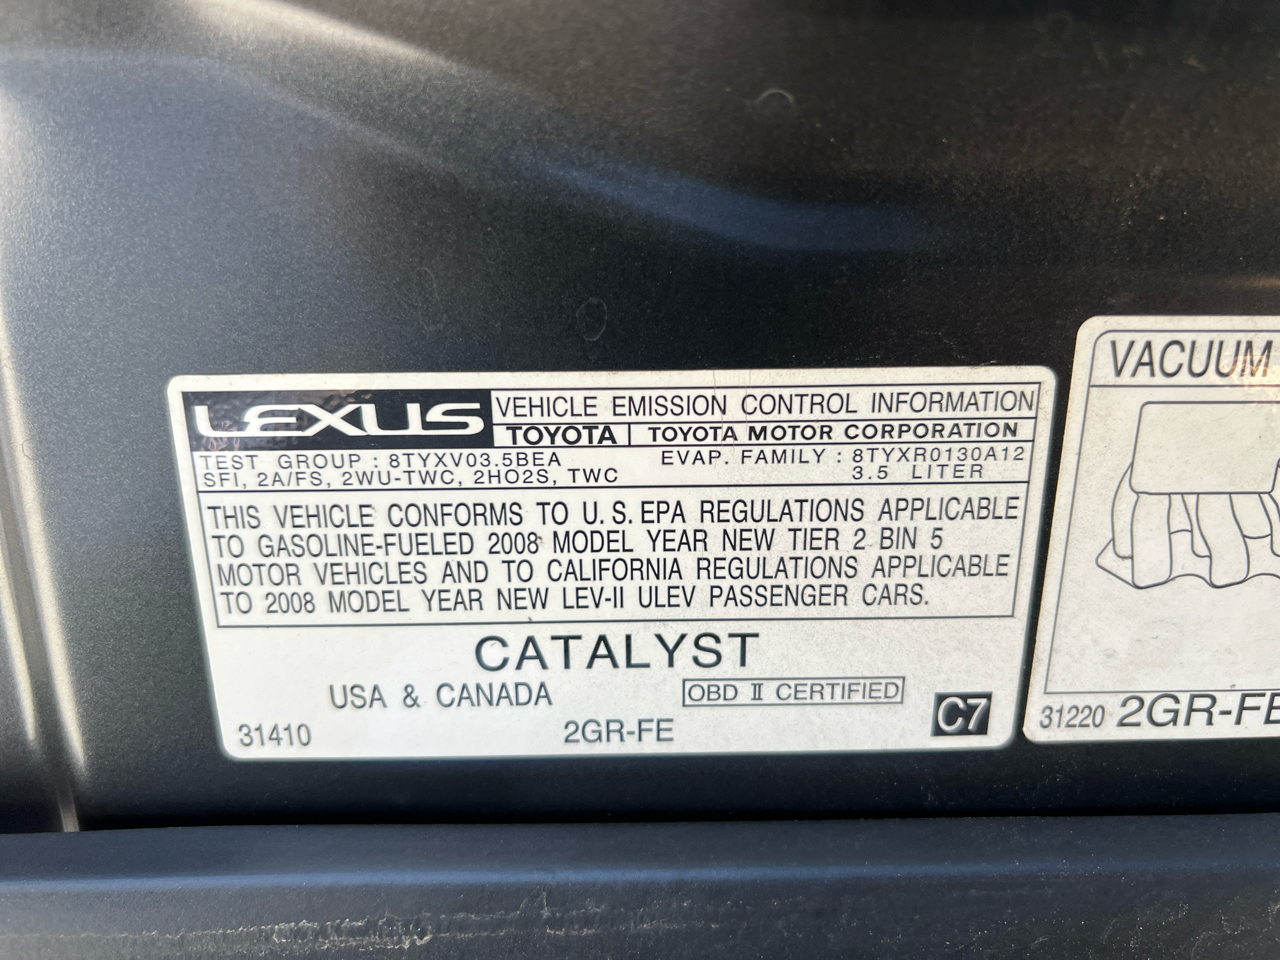 LEXUS
VEHICLE EMISSION CONTROL INFORMATION
TOYOTA | TOYOTA MOTOR CORPORATION
TEST GROUP : 8TYXV03.5BEA EVAP. FAMILY : 8TYXR0130A12
SFI, 2A/FS, 2WU-TWC, 2HO2S, TWC 3.5 LITER
THIS VEHICLE CONFORMS TO U.S. EPA REGULATIONS APPLICABLE
TO GASOLINE-FUELED 2008 MODEL YEAR NEW TIER 2 BIN 5
MOTOR VEHICLES AND TO CALIFORNIA REGULATIONS APPLICABLE
TO 2008 MODEL YEAR NEW LEV-II ULEV PASSENGER CARS.
CATALYST
USA & CANADA OBD II CERTIFIED
31410 2GR-FE C7
VACUUM
31220 2GR-FE